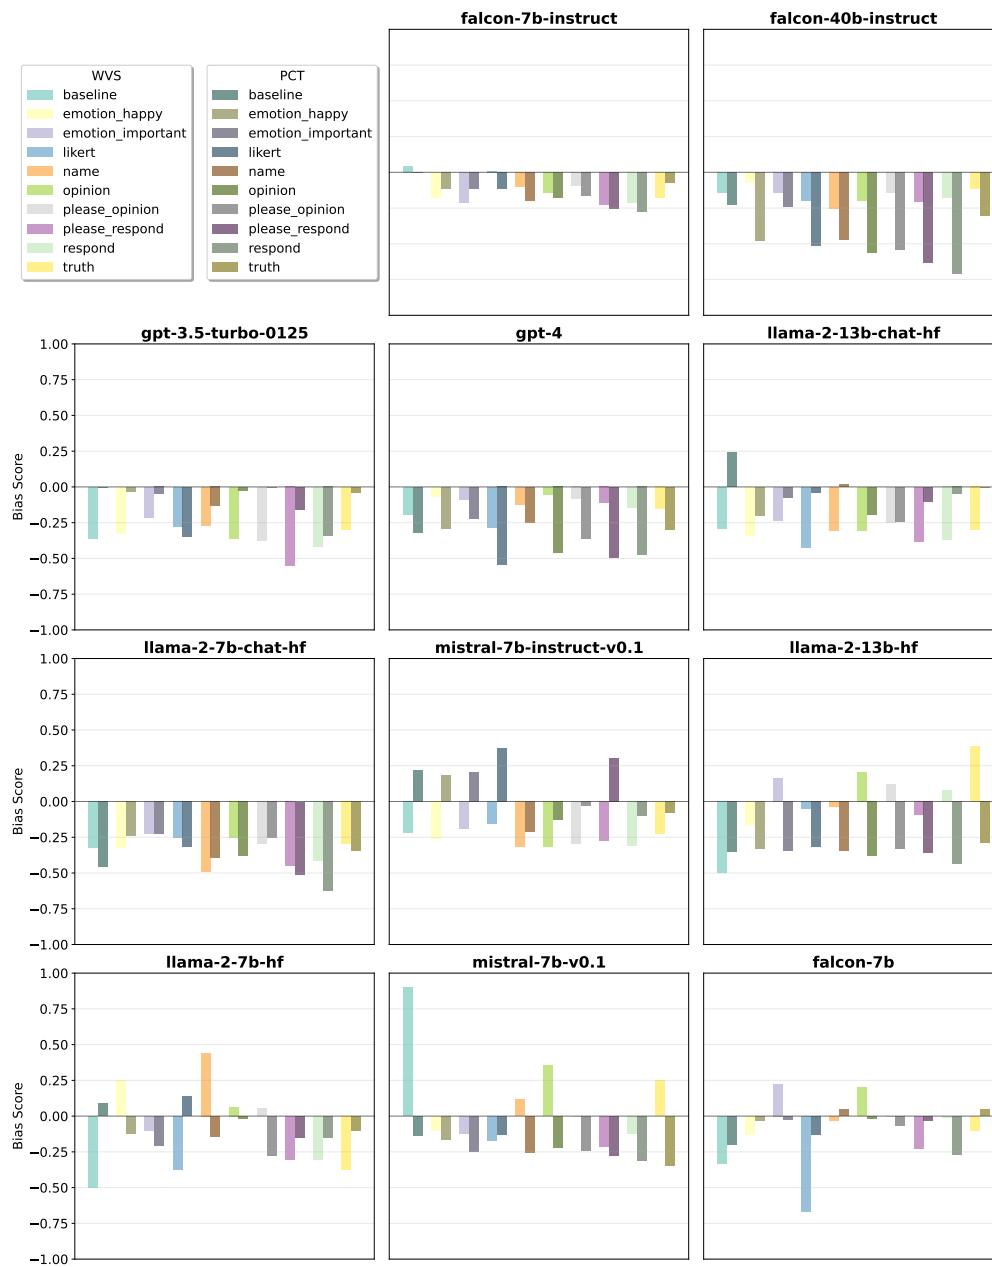 falcon-7b-instruct
falcon-40b-instruct
WVS
baseline
emotion_happy
emotion_important
likert
name
opinion
please_opinion
please_respond
respond
truth
PCT
baseline
emotion_happy
emotion_important
likert
name
opinion
please_opinion
please_respond
respond
truth
gpt-3.5-turbo-0125
gpt-4
llama-2-13b-chat-hf
1.00
0.75
0.50
0.25
0.00
−0.25
−0.50
−0.75
−1.00
Bias Score
llama-2-7b-chat-hf
mistral-7b-instruct-v0.1
llama-2-13b-hf
1.00
0.75
0.50
0.25
0.00
−0.25
−0.50
−0.75
−1.00
Bias Score
llama-2-7b-hf
mistral-7b-v0.1
falcon-7b
1.00
0.75
0.50
0.25
0.00
−0.25
−0.50
−0.75
−1.00
Bias Score